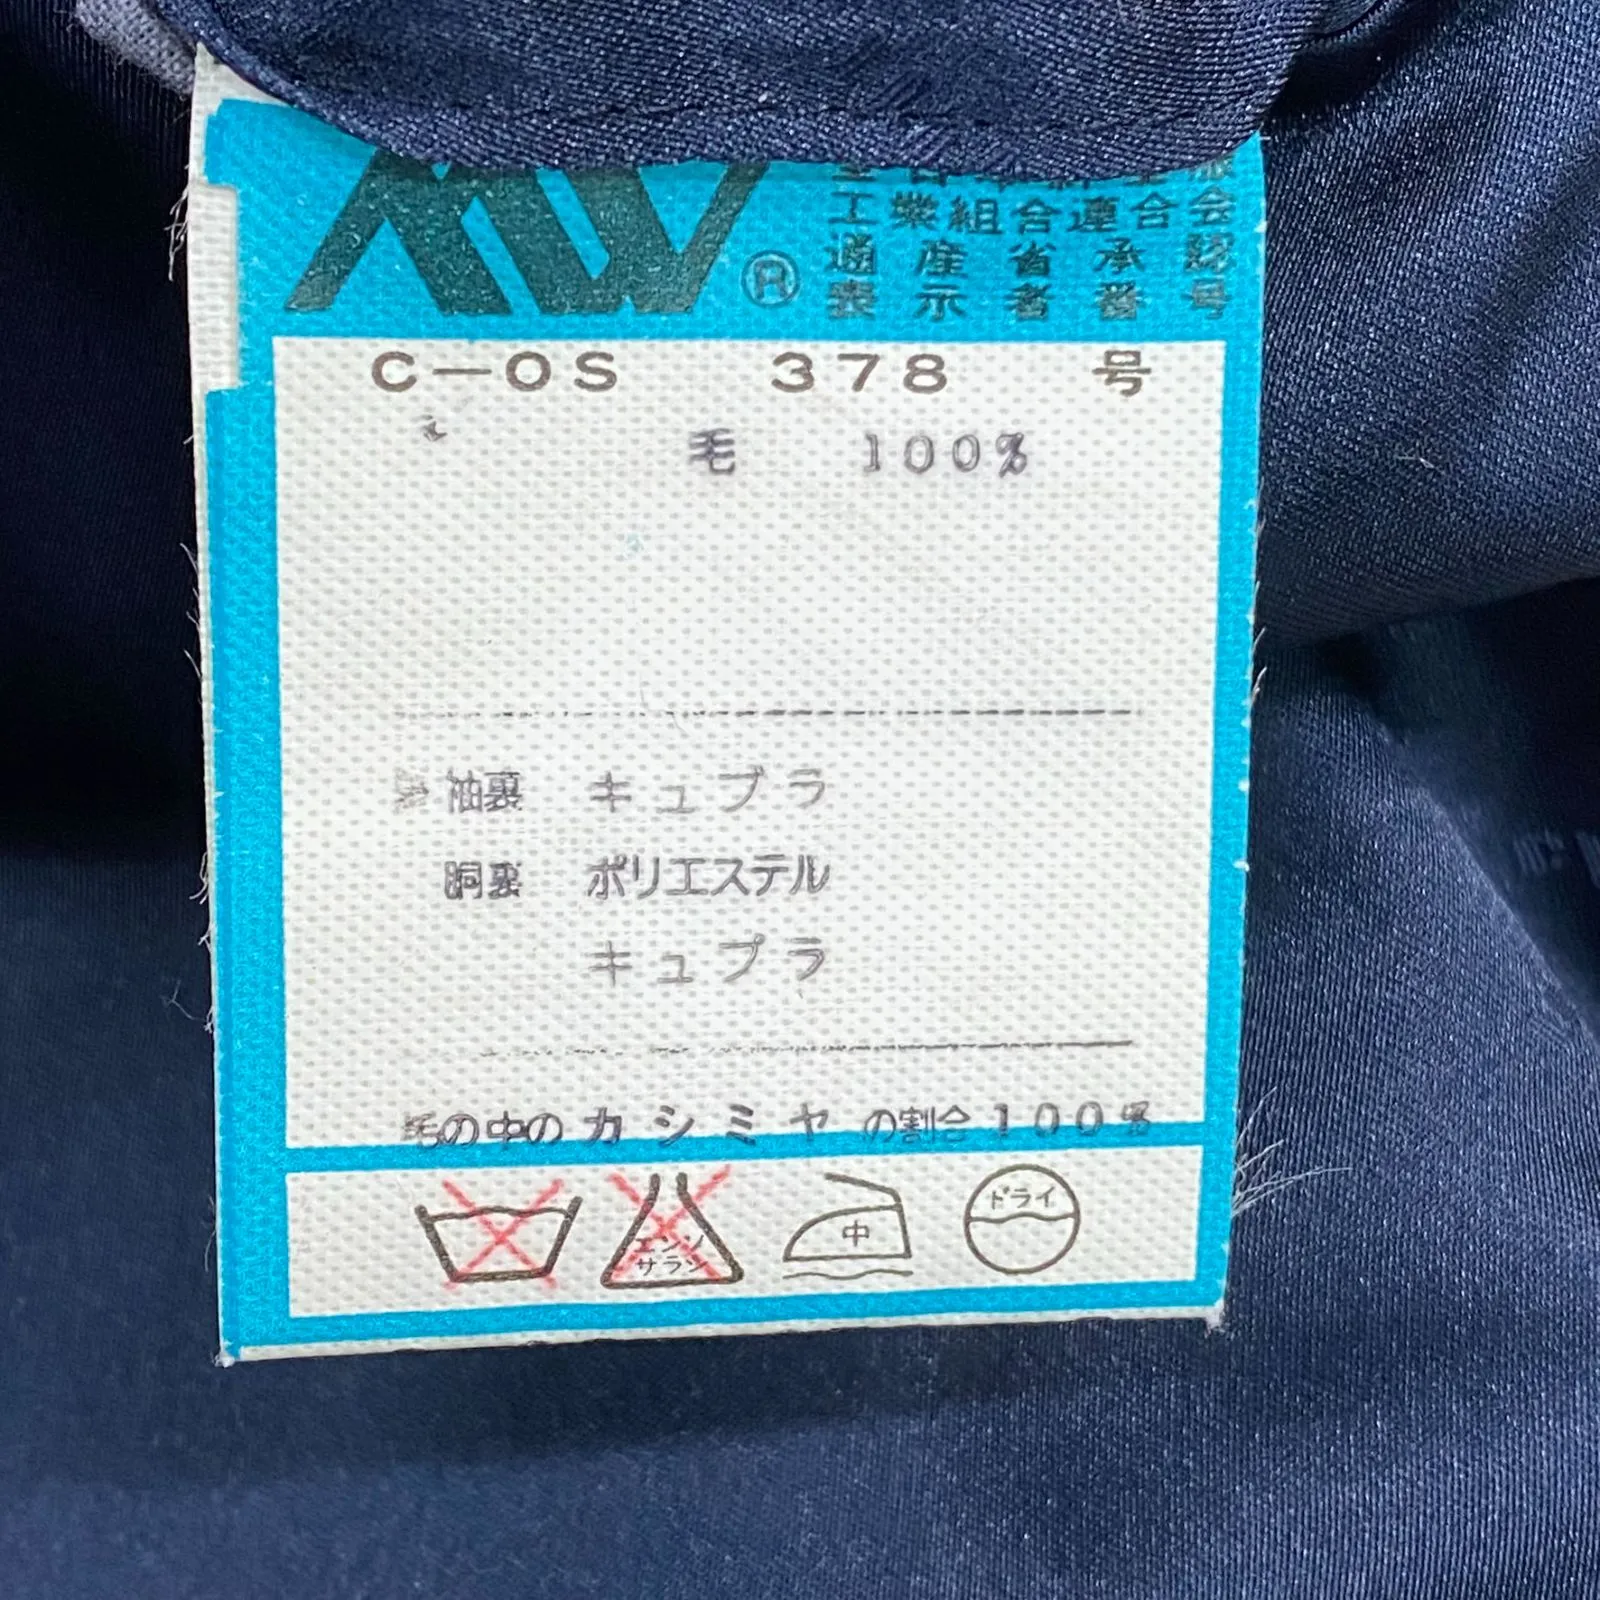 工業組合連合会
通産省承認
表示者番号
®
C-OS 378 号
毛 100%
袖裏 キュプラ
胴裏 ポリエステル
キュプラ
毛の中のカシミヤの割合100%
エンソ
サラシ
中
ドライ